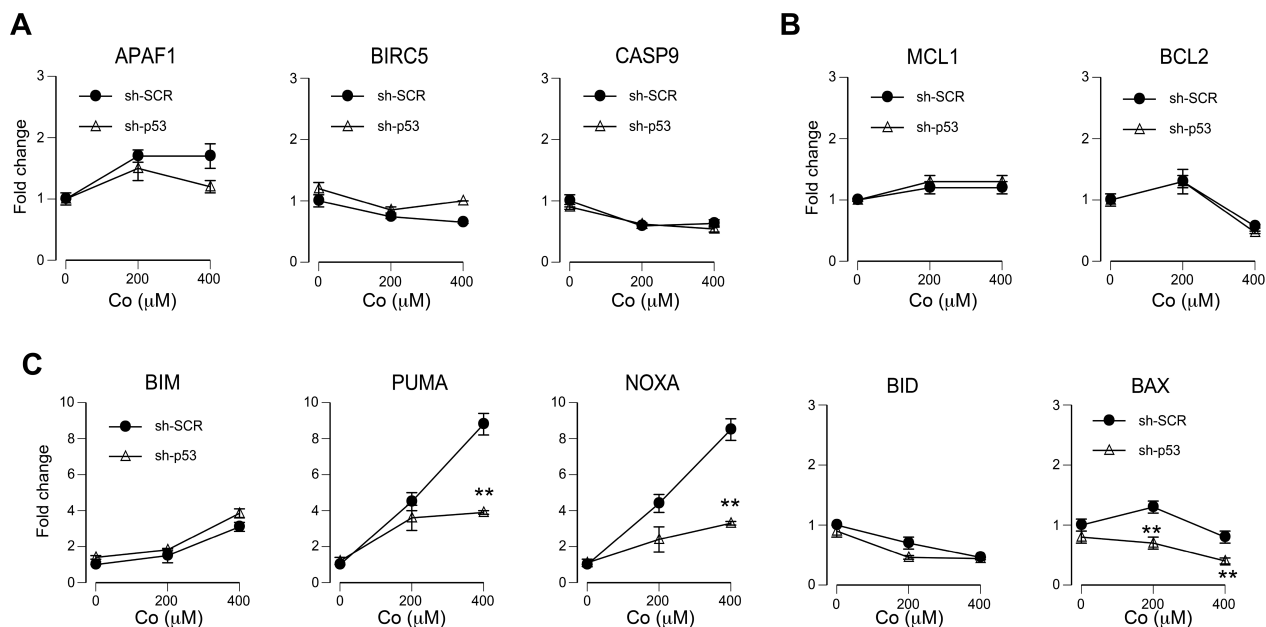 A
B
APAF1
BIRC5
CASP9
MCL1
BCL2
3
2
1
0
Fold change
sh-SCR
sh-p53
0
200
400
Co (μM)
3
2
1
0
sh-SCR
sh-p53
0
200
400
Co (μM)
3
2
1
0
sh-SCR
sh-p53
0
200
400
Co (μM)
3
2
1
0
Fold change
sh-SCR
sh-p53
0
200
400
Co (μM)
3
2
1
0
sh-SCR
sh-p53
0
200
400
Co (μM)
C
BIM
PUMA
NOXA
BID
BAX
10
8
6
4
2
0
Fold change
sh-SCR
sh-p53
0
200
400
Co (μM)
10
8
6
4
2
0
**
0
200
400
Co (μM)
10
8
6
4
2
0
**
0
200
400
Co (μM)
3
2
1
0
0
200
400
Co (μM)
3
2
1
0
sh-SCR
sh-p53
**
**
0
200
400
Co (μM)